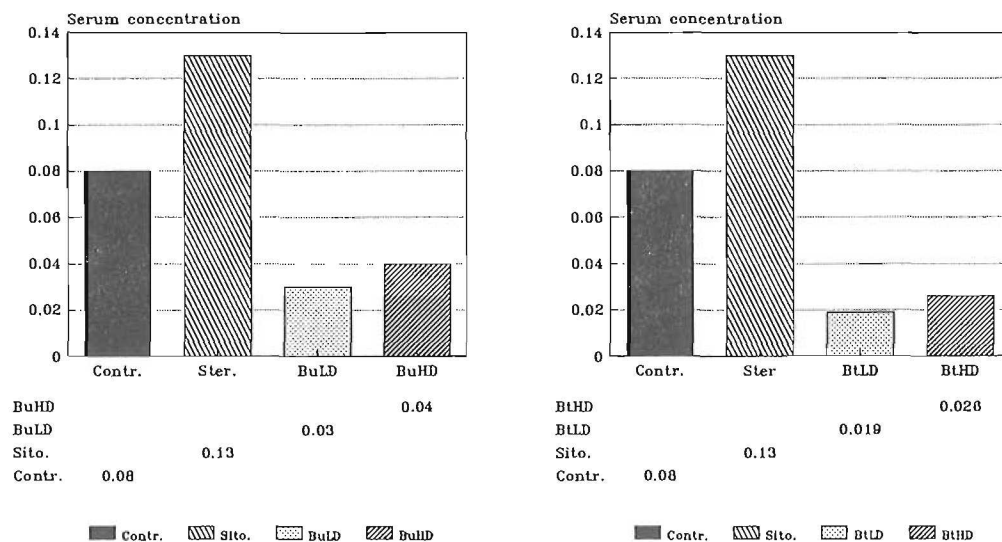 Serum concentration
0.14
0.12
0.1
0.08
0.06
0.04
0.02
0
Contr. Ster. BuLD BuHD
BuHD 0.04
BuLD 0.03
Sito. 0.13
Contr. 0.08
Contr. Sito. BuLD BuHD
Serum concentration
0.14
0.12
0.1
0.08
0.06
0.04
0.02
0
Contr. Ster BtLD BtHD
BtHD 0.026
BtLD 0.019
Sito. 0.13
Contr. 0.08
Contr. Sito. BtLD BtHD